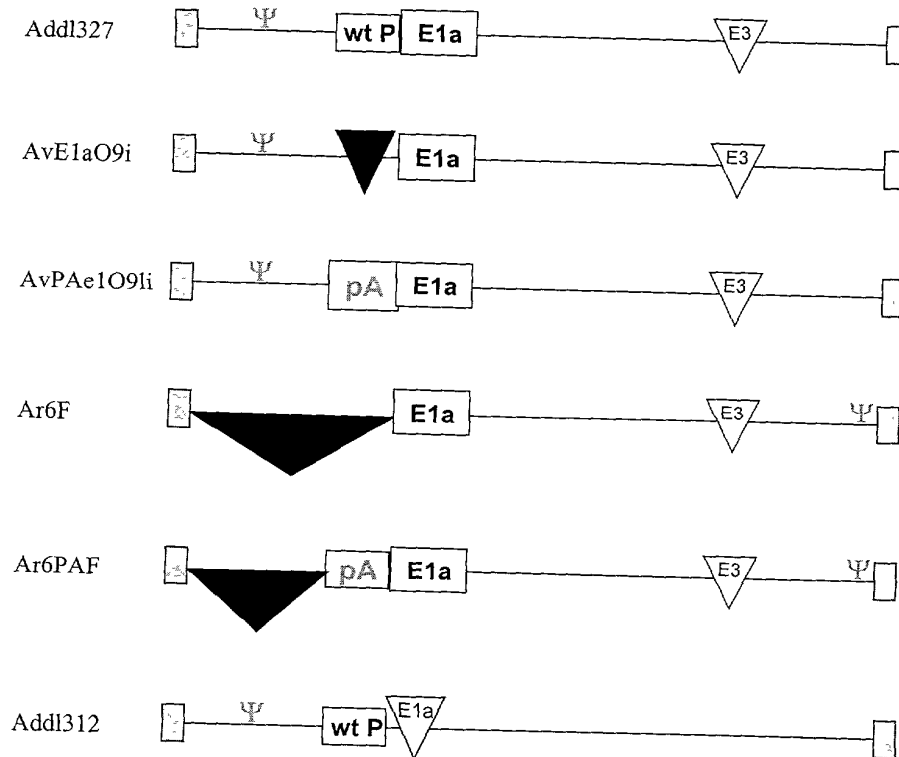 Addl327 Ψ wt P E1a E3
AvE1aO9i Ψ E1a E3
AvPAe1O9li Ψ pA E1a E3
Ar6F E1a E3 Ψ
Ar6PAF pA E1a E3 Ψ
Addl312 Ψ wt P E1a